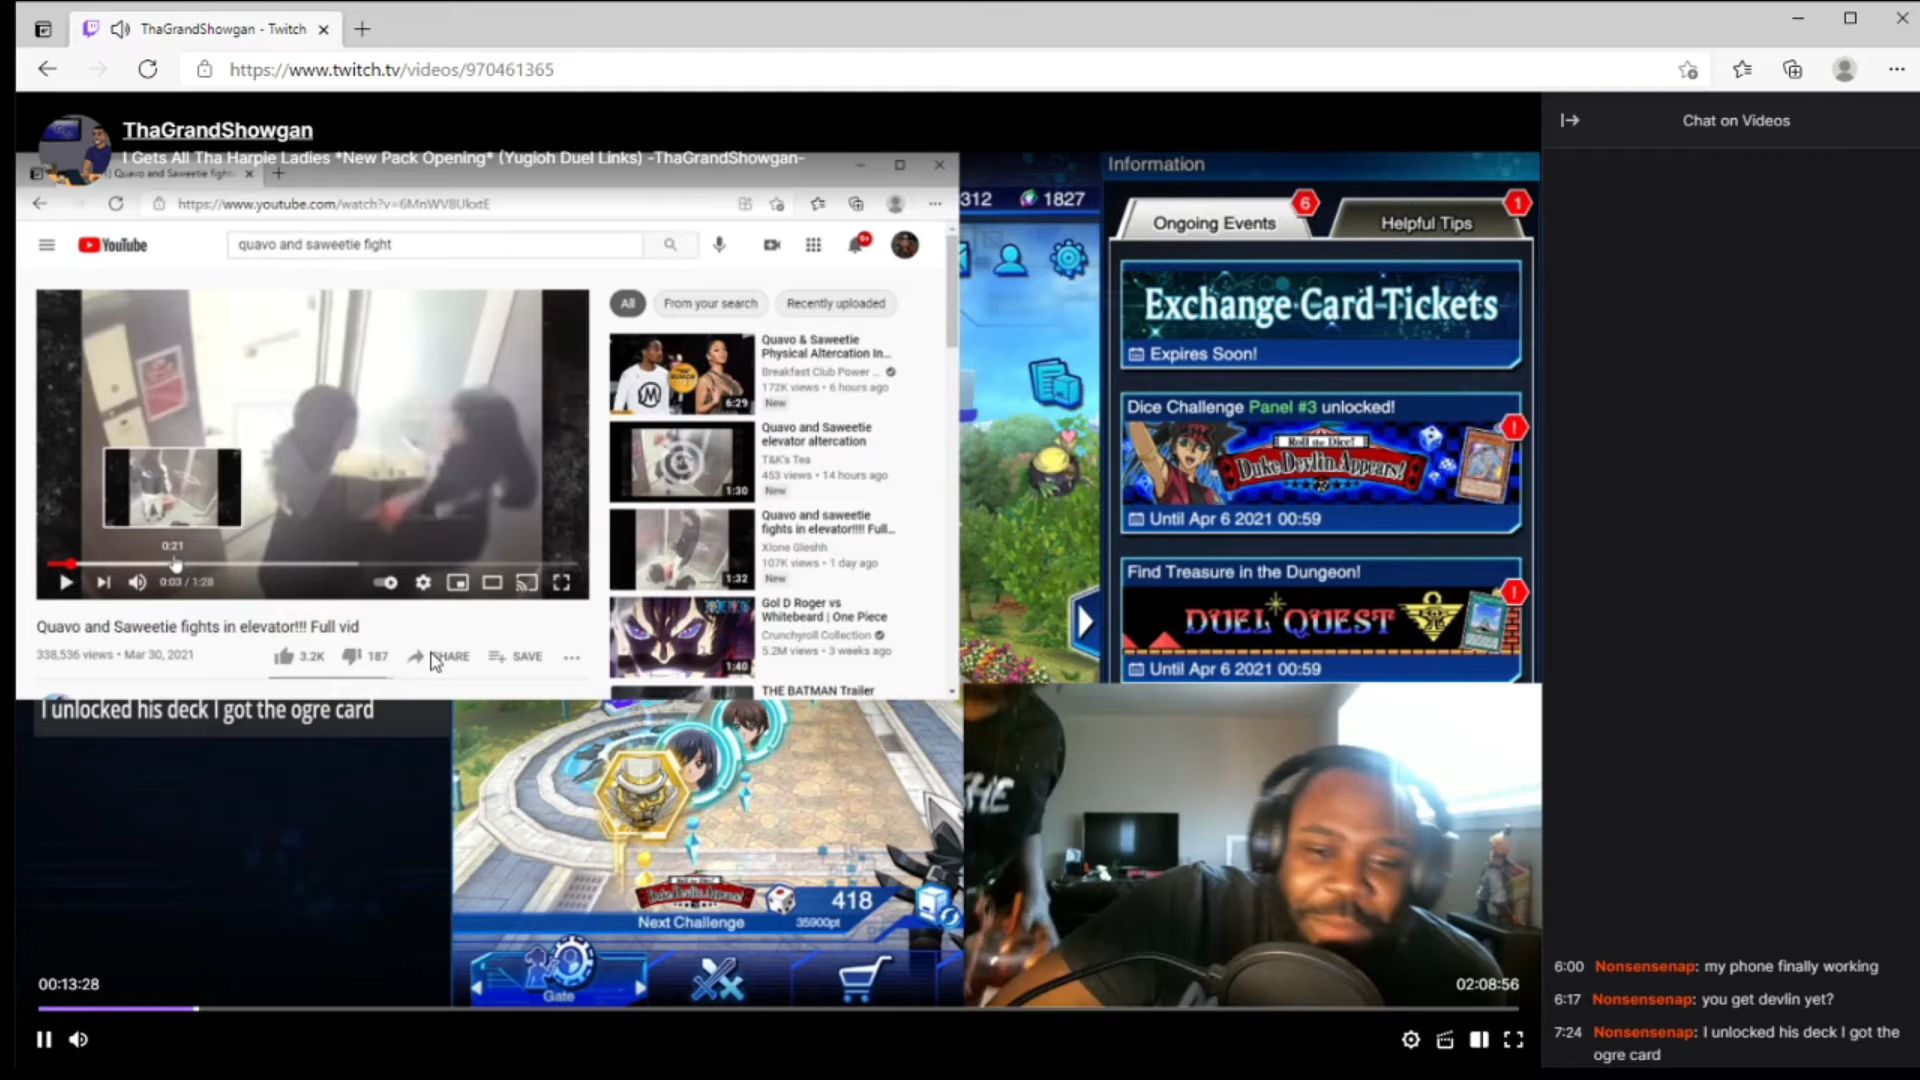 ThaGrandShowgan - Twitch
https://www.twitch.tv/videos/970461365
ThaGrandShowgan
I Gets All Tha Harpie Ladies *New Pack Opening* (Yugioh Duel Links) -ThaGrandShowgan-
Quavo and Saweetie fights
https://www.youtube.com/watch?v=6MnWV8UkxtE
YouTube
quavo and saweetie fight
9+
All
From your search
Recently uploaded
Quavo & Saweetie
Physical Altercation In...
Breakfast Club Power ...
172K views • 6 hours ago
New
6:29
Quavo and Saweetie
elevator altercation
T&K's Tea
453 views • 14 hours ago
New
1:30
Quavo and saweetie
fights in elevator!!!! Full...
Xione Gleshh
107K views • 1 day ago
New
1:32
Gol D Roger vs
Whitebeard | One Piece
Crunchyroll Collection
5.2M views • 3 weeks ago
1:40
THE BATMAN Trailer
0:21
0:03 / 1:28
Quavo and Saweetie fights in elevator!!! Full vid
338,536 views • Mar 30, 2021
3.2K
187
SHARE
SAVE
312
1827
Information
Ongoing Events
6
Helpful Tips
1
Exchange Card Tickets
Expires Soon!
Dice Challenge Panel #3 unlocked!
Roll the Dice!
Duke Devlin Appears!
Until Apr 6 2021 00:59
Find Treasure in the Dungeon!
DUEL QUEST
Until Apr 6 2021 00:59
I unlocked his deck I got the ogre card
Duke Devlin Appears!
418
Next Challenge
35900pt
Gate
HE
00:13:28
02:08:56
Chat on Videos
6:00 Nonsensenap: my phone finally working
6:17 Nonsensenap: you get devlin yet?
7:24 Nonsensenap: I unlocked his deck I got the
ogre card